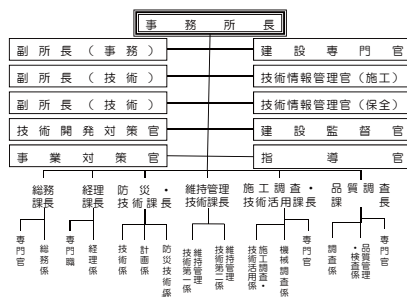 事務所長
副所長（事務）
建設専門官
副所長（技術）
技術情報管理官（施工）
副所長（技術）
技術情報管理官（保全）
技術開発対策官
建設監督官
事業対策官
指導官
総務
課長
経理
課長
防災・
技術課長
維持管理
技術課長
施工調査・
技術活用課長
品質調査
課長
専門官
総務係
専門職
経理係
技術係
計画係
防災技術係
維持管理
技術第一係
維持管理
技術第二係
施工調査・
技術活用係
機械調査係
専門官
調査係
品質管理
・検査係
専門官